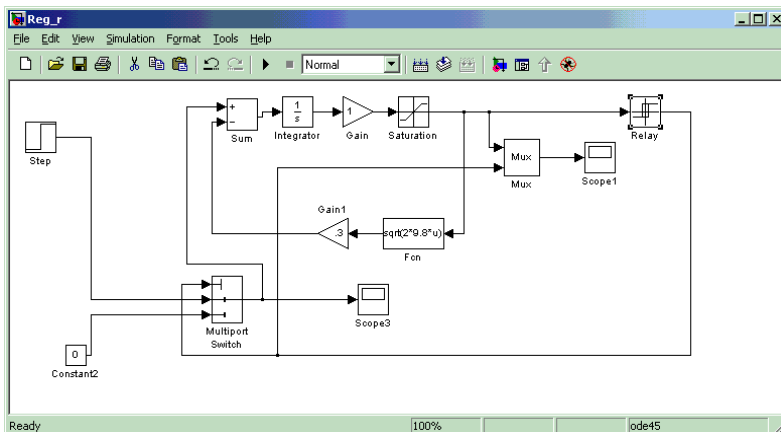 Reg_r
File Edit View Simulation Format Tools Help
Normal
Step
+
−
Sum
1
s
Integrator
1
Gain
Saturation
Mux
Mux
Scope1
Relay
Gain1
.3
sqrt(2*9.8*u)
Fcn
Multiport
Switch
Scope3
0
Constant2
Ready 100% ode45